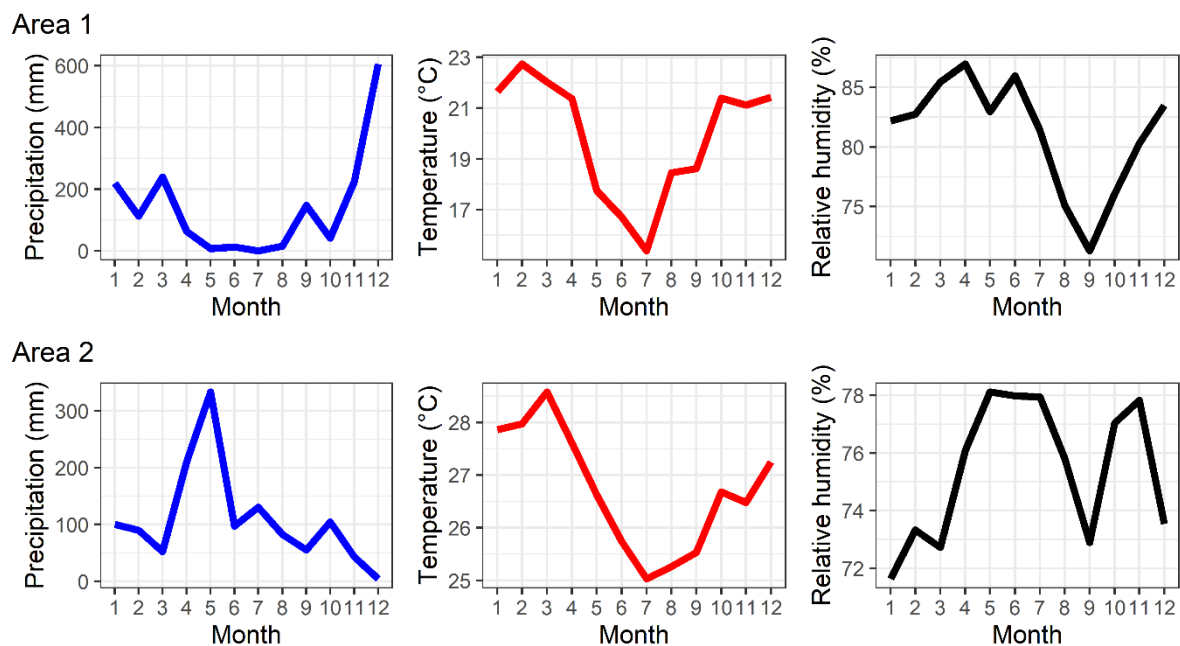 Area 1
Precipitation (mm)
600
400
200
0
1 2 3 4 5 6 7 8 9 10 11 12
Month
Temperature (°C)
23
21
19
17
1 2 3 4 5 6 7 8 9 10 11 12
Month
Relative humidity (%)
85
80
75
1 2 3 4 5 6 7 8 9 10 11 12
Month
Area 2
Precipitation (mm)
300
200
100
0
1 2 3 4 5 6 7 8 9 10 11 12
Month
Temperature (°C)
28
27
26
25
1 2 3 4 5 6 7 8 9 10 11 12
Month
Relative humidity (%)
78
76
74
72
1 2 3 4 5 6 7 8 9 10 11 12
Month